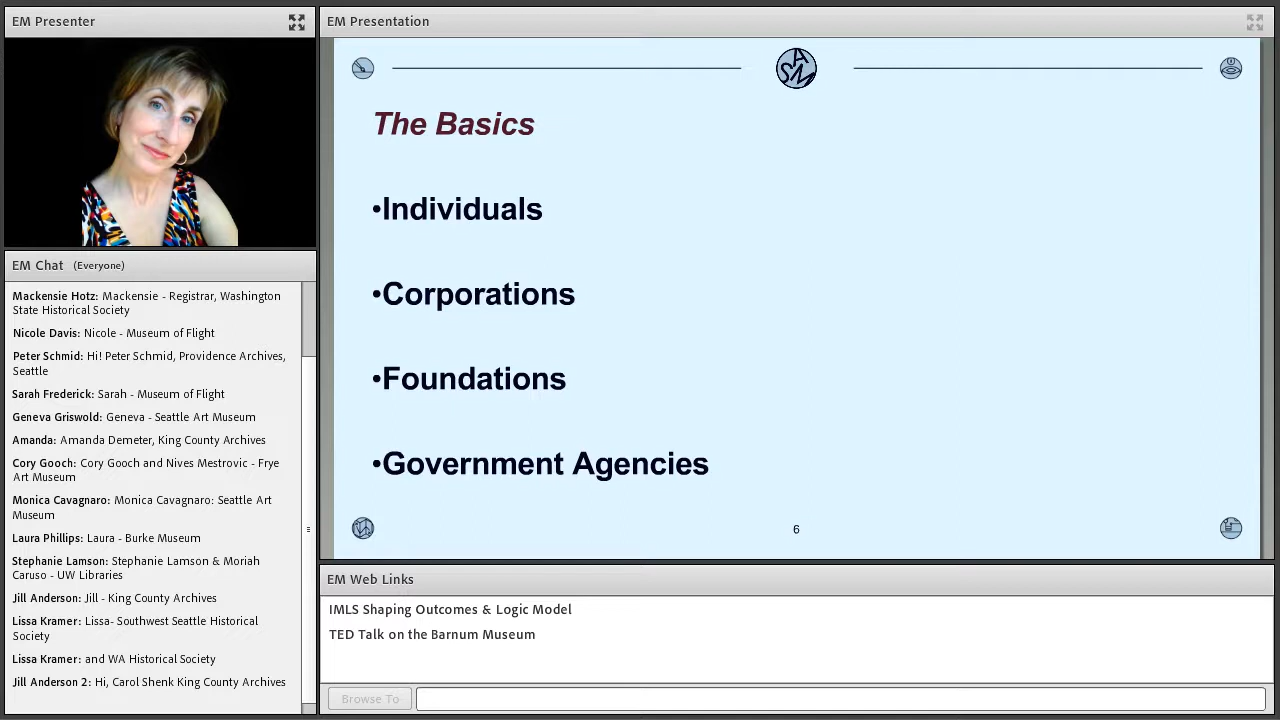 EM Presenter
EM Chat (Everyone)
Mackensie Hotz: Mackensie - Registrar, Washington
State Historical Society
Nicole Davis: Nicole - Museum of Flight
Peter Schmid: Hi! Peter Schmid, Providence Archives,
Seattle
Sarah Frederick: Sarah - Museum of Flight
Geneva Griswold: Geneva - Seattle Art Museum
Amanda: Amanda Demeter, King County Archives
Cory Gooch: Cory Gooch and Nives Mestrovic - Frye
Art Museum
Monica Cavagnaro: Monica Cavagnaro: Seattle Art
Museum
Laura Phillips: Laura - Burke Museum
Stephanie Lamson: Stephanie Lamson & Moriah
Caruso - UW Libraries
Jill Anderson: Jill - King County Archives
Lissa Kramer: Lissa- Southwest Seattle Historical
Society
Lissa Kramer: and WA Historical Society
Jill Anderson 2: Hi, Carol Shenk King County Archives
EM Presentation
The Basics
•Individuals
•Corporations
•Foundations
•Government Agencies
6
EM Web Links
IMLS Shaping Outcomes & Logic Model
TED Talk on the Barnum Museum
Browse To